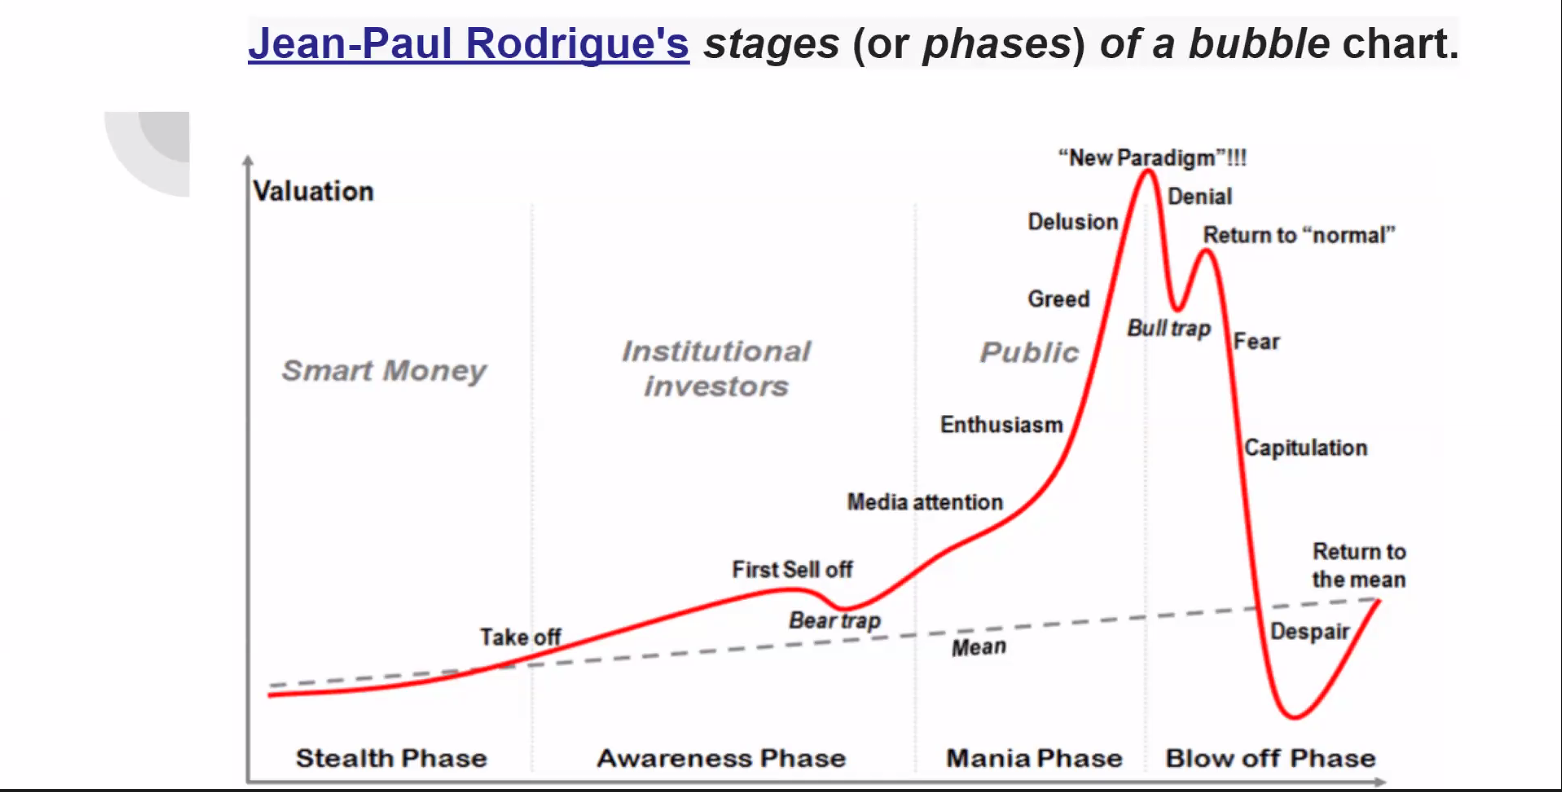 Jean-Paul Rodrigue's stages (or phases) of a bubble chart.
Valuation
“New Paradigm”!!!
Denial
Delusion
Return to “normal”
Greed
Bull trap
Fear
Smart Money
Institutional
investors
Public
Enthusiasm
Capitulation
Media attention
First Sell off
Bear trap
Return to
the mean
Take off
Mean
Despair
Stealth Phase
Awareness Phase
Mania Phase
Blow off Phase